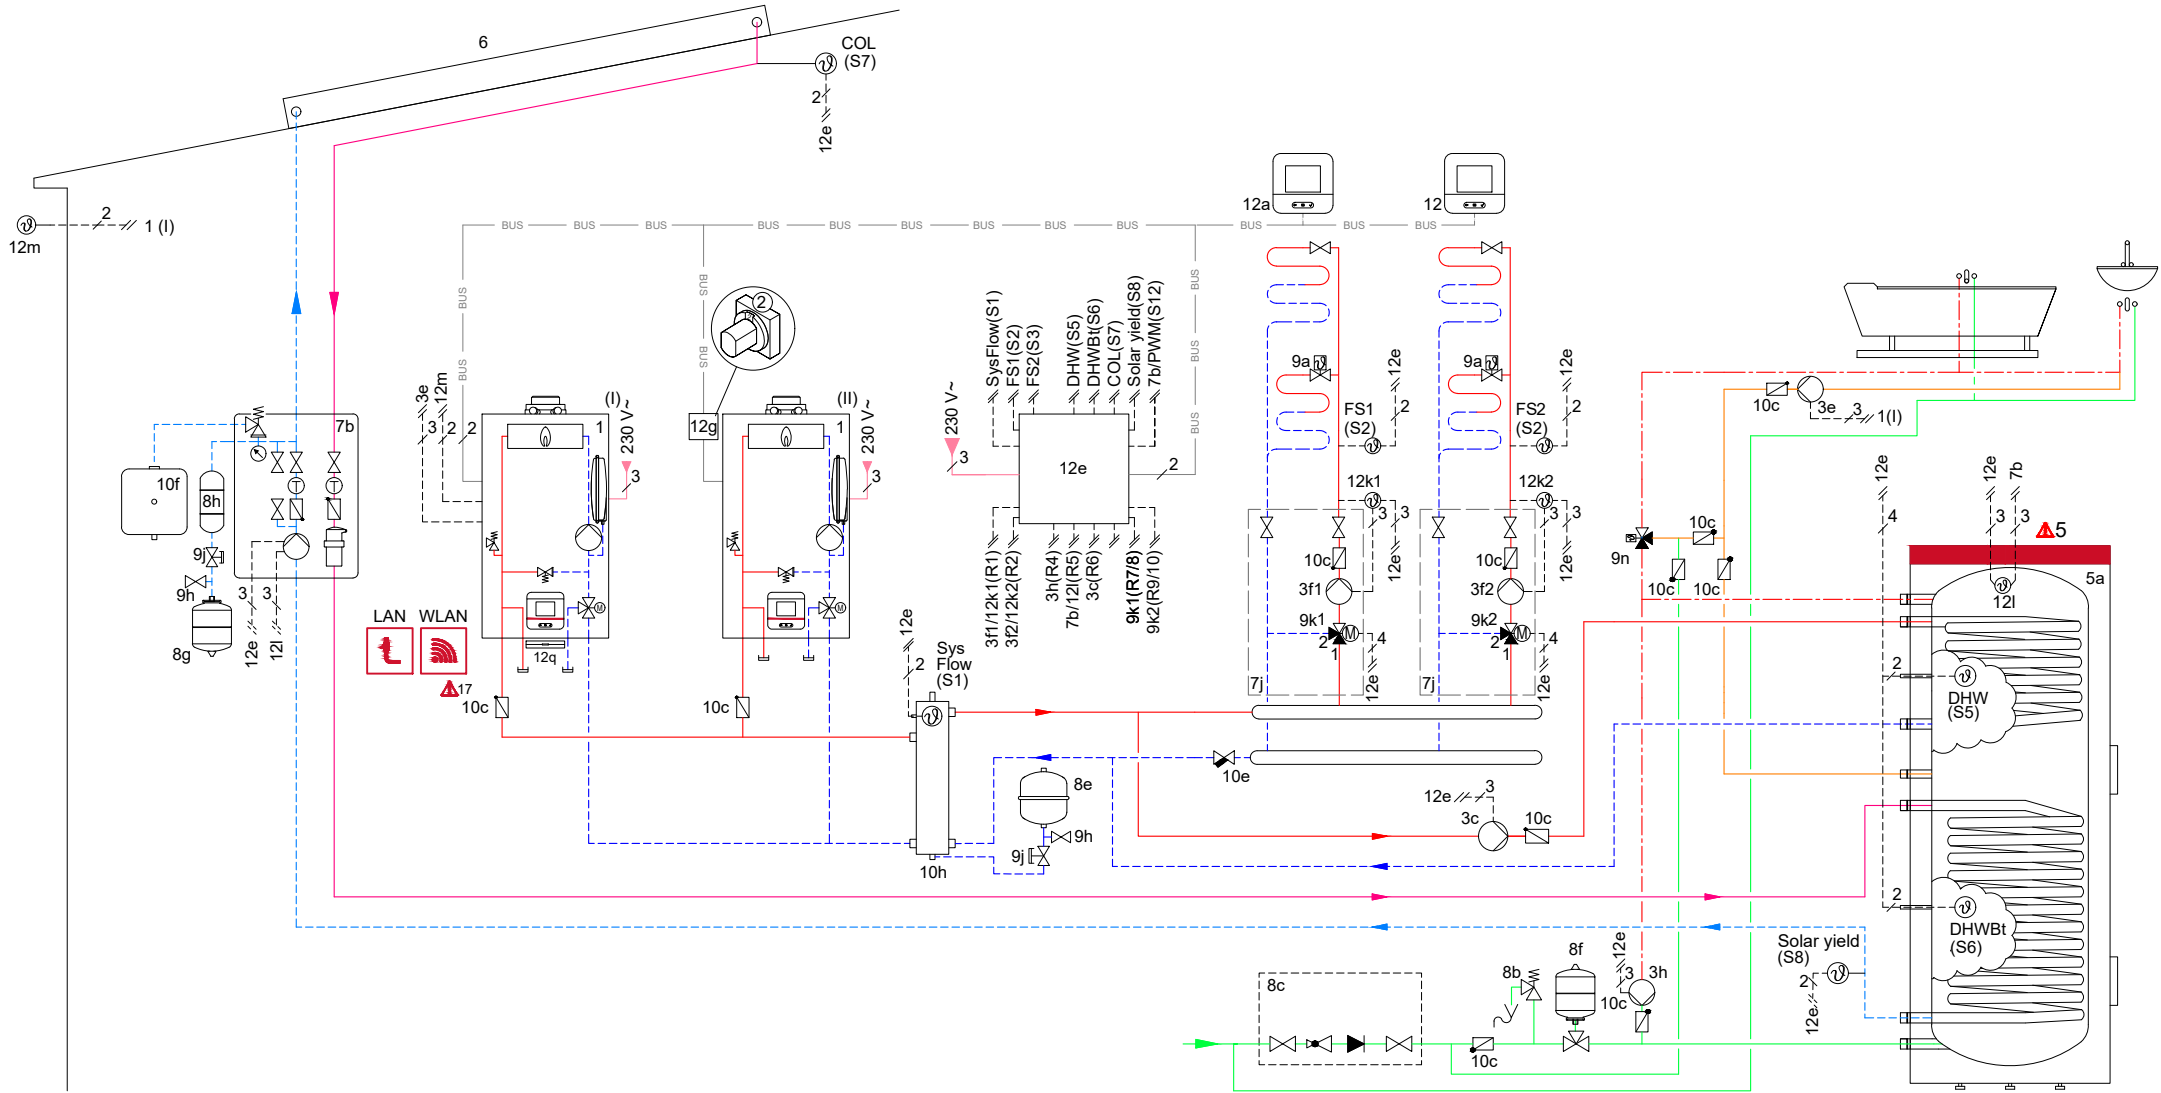 6
COL
(S7)
2
12e
12m
2
1 (I)
BUS BUS BUS BUS BUS BUS BUS BUS BUS BUS BUS
BUS
BUS
BUS
BUS
BUS
12a
12
2
12g
3e
12m
3
2
2
(I)
1
230 V~
3
(II)
1
230 V~
3
SysFlow(S1)
FS1(S2)
FS2(S3)
DHW(S5)
DHWBt(S6)
COL(S7)
Solar yield(S8)
7b/PWM(S12)
230 V~
3
12e
2
3f1/12k1(R1)
3f2/12k2(R2)
3h(R4)
7b/12l(R5)
3c(R6)
9k1(R7/8)
9k2(R9/10)
9a
12e
2
FS1
(S2)
12k1
3
3
12e
10c
3f1
9k1
M
4
2
1
12e
7j
9a
12e
2
FS2
(S2)
12k2
3
3
12e
10c
3f2
9k2
M
4
2
1
12e
7j
7b
10f
8h
T
T
9j
9h
8g
3
3
12e
12l
LAN WLAN
17
12q
M
M
10c
10c
12e
2
Sys
Flow
(S1)
10h
8e
9h
9j
10e
12e
3
3c
10c
10c
3e
3
1(I)
9n
10c
10c
10c
12e
4
12e
3
7b
3
5
5a
12l
2
DHW
(S5)
2
DHWBt
(S6)
Solar yield
(S8)
2
12e
8c
8b
10c
8f
12e
3
3h
10c